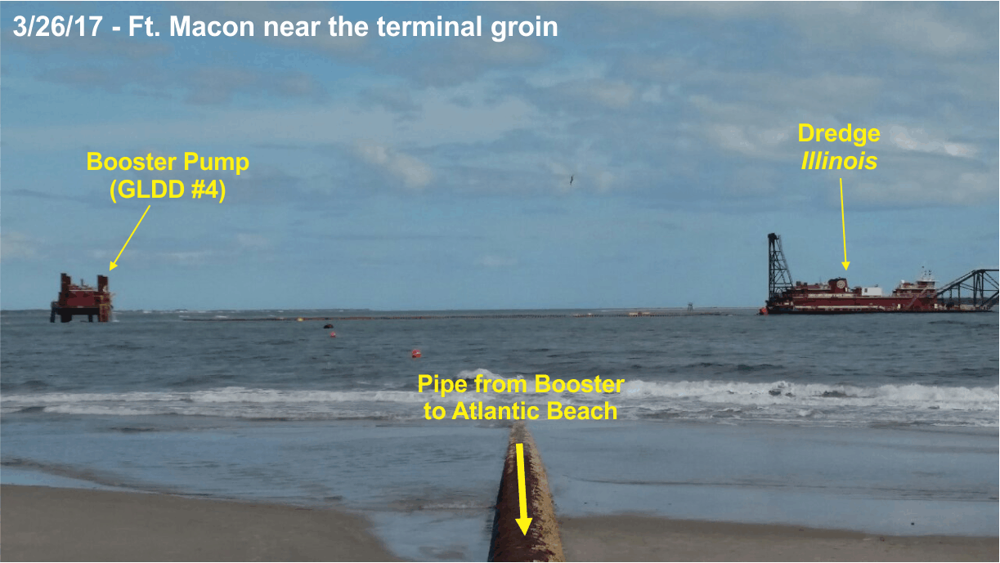 3/26/17 - Ft. Macon near the terminal groin
Dredge
Illinois
Booster Pump
(GLDD #4)
Pipe from Booster
to Atlantic Beach